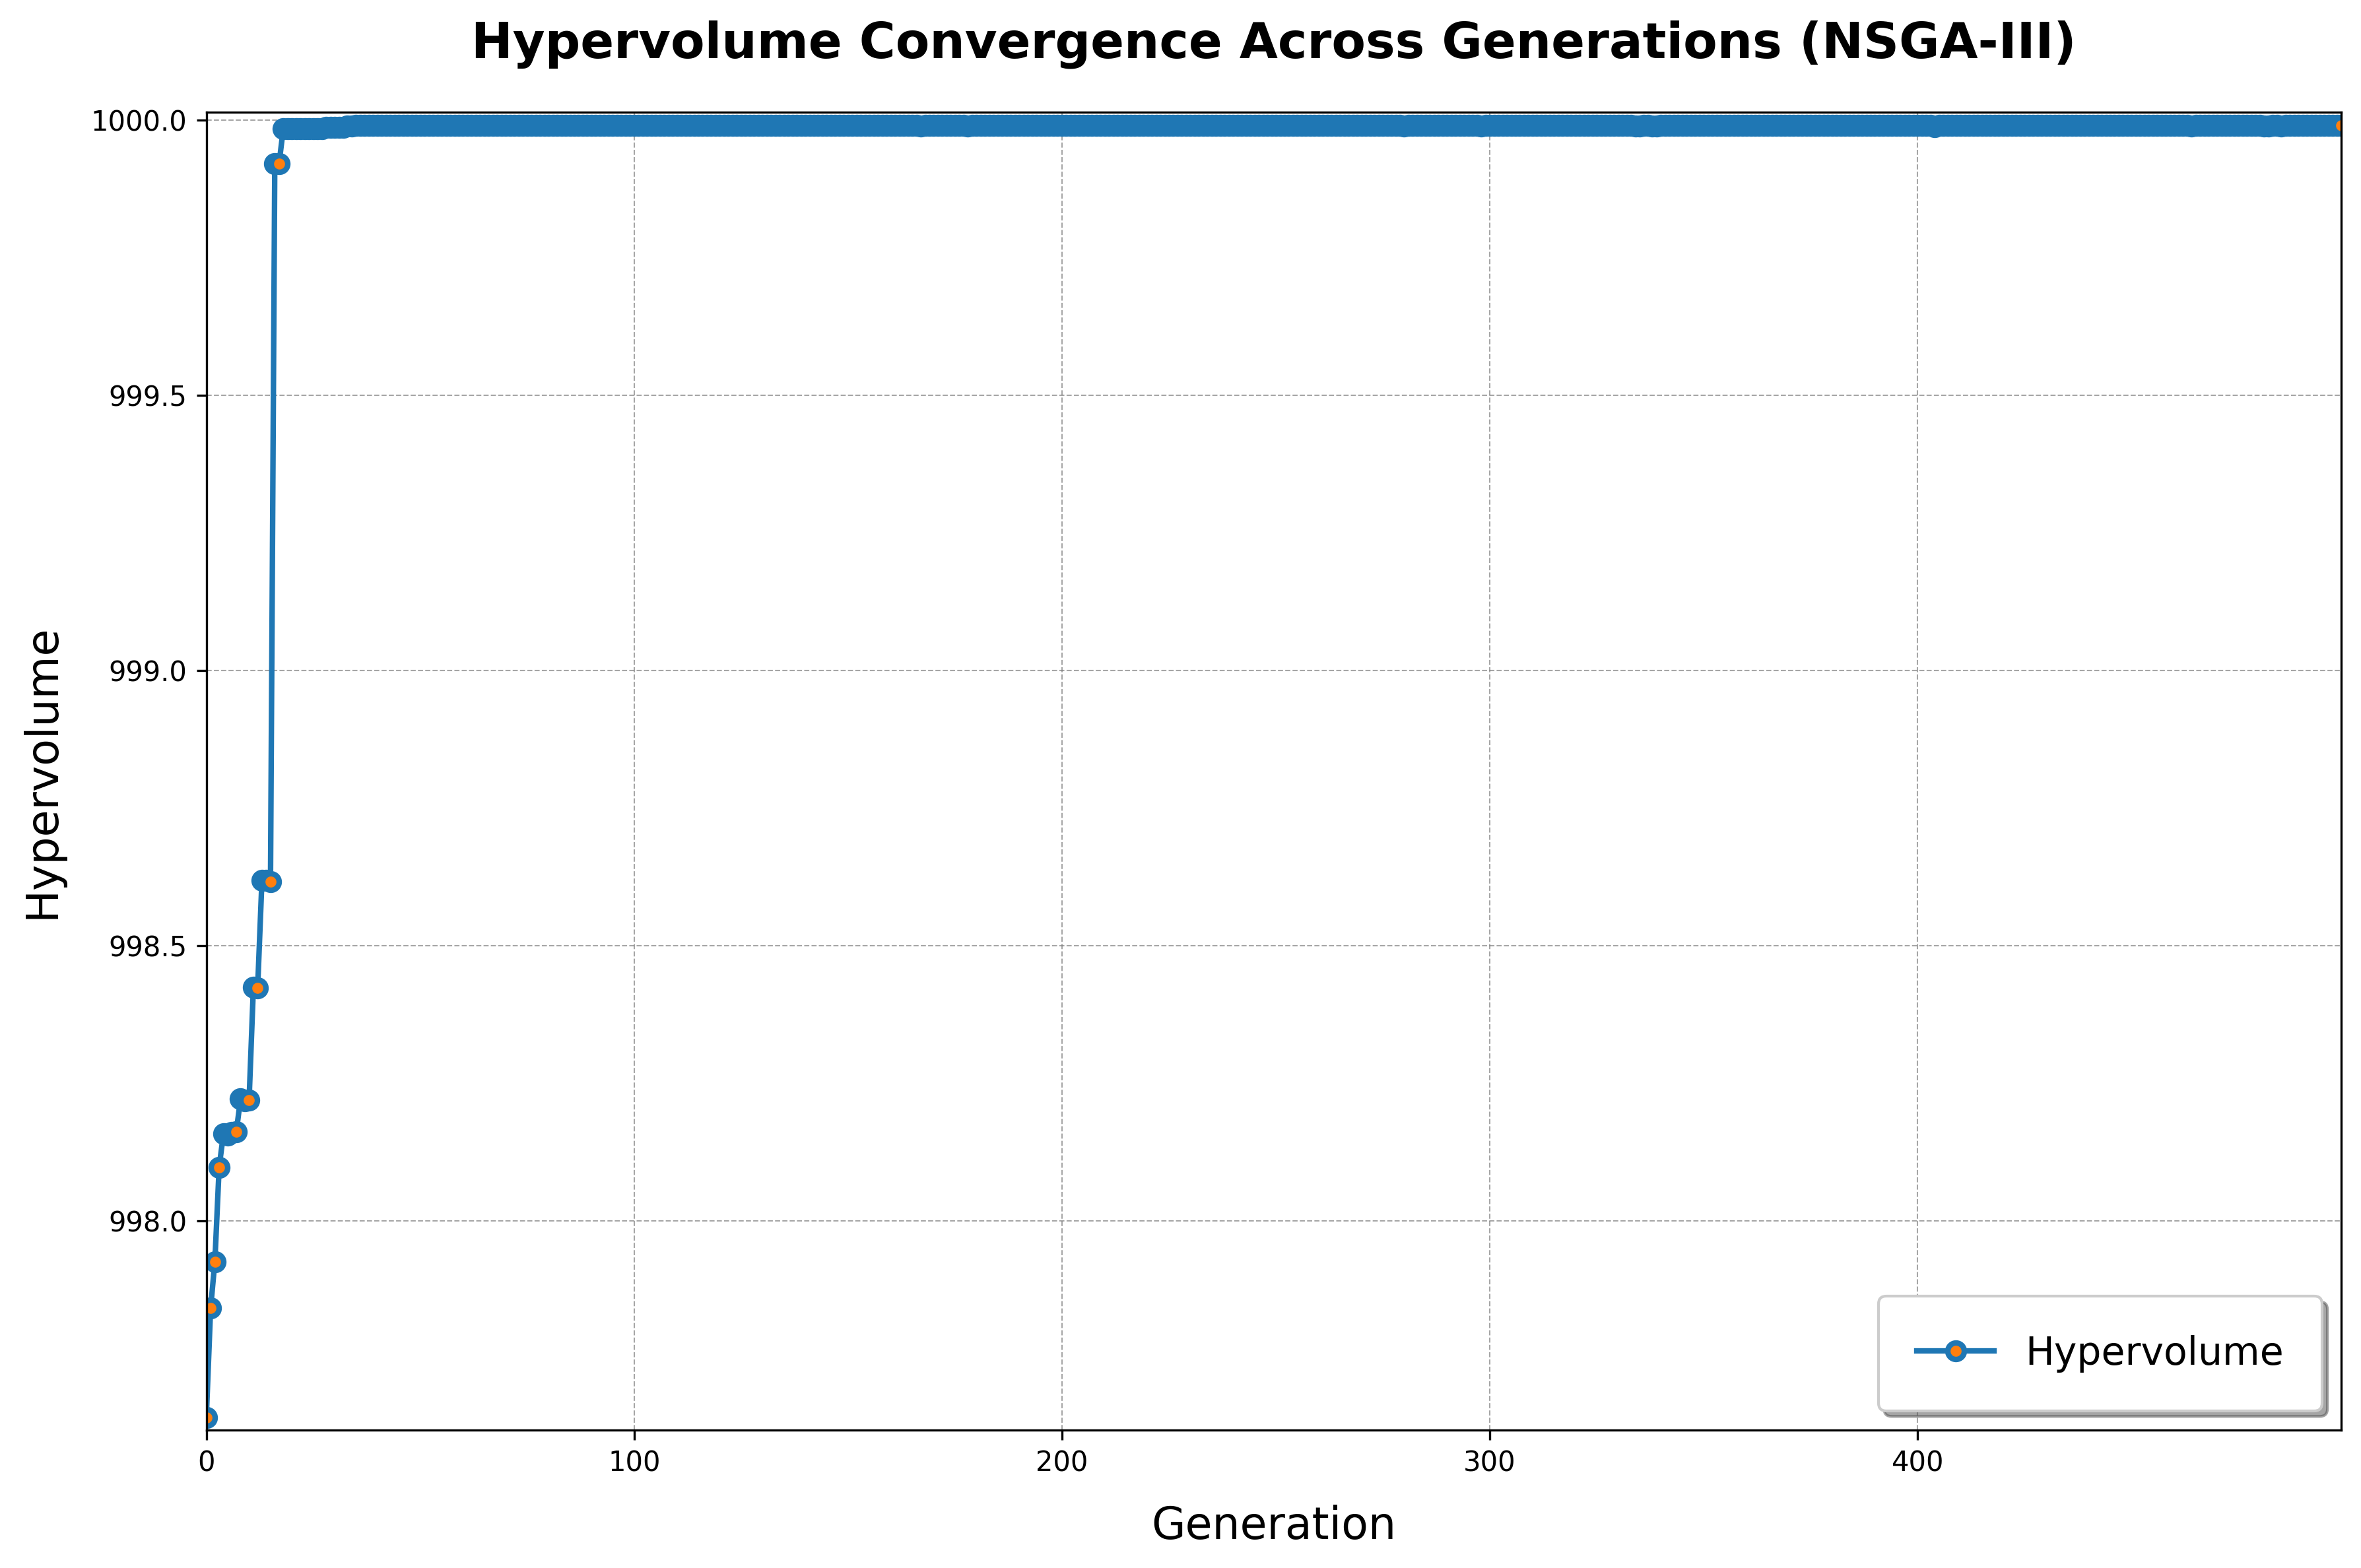 Hypervolume Convergence Across Generations (NSGA-III)
1000.0
999.5
999.0
998.5
998.0
Hypervolume
0 100 200 300 400
Generation
Hypervolume